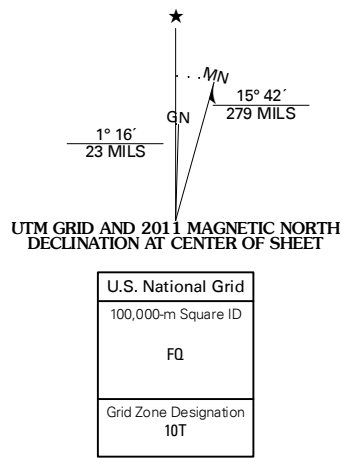 MN
GN
15° 42´
279 MILS
1° 16´
23 MILS
UTM GRID AND 2011 MAGNETIC NORTH
DECLINATION AT CENTER OF SHEET
U.S. National Grid
100,000-m Square ID
FQ
Grid Zone Designation
10T